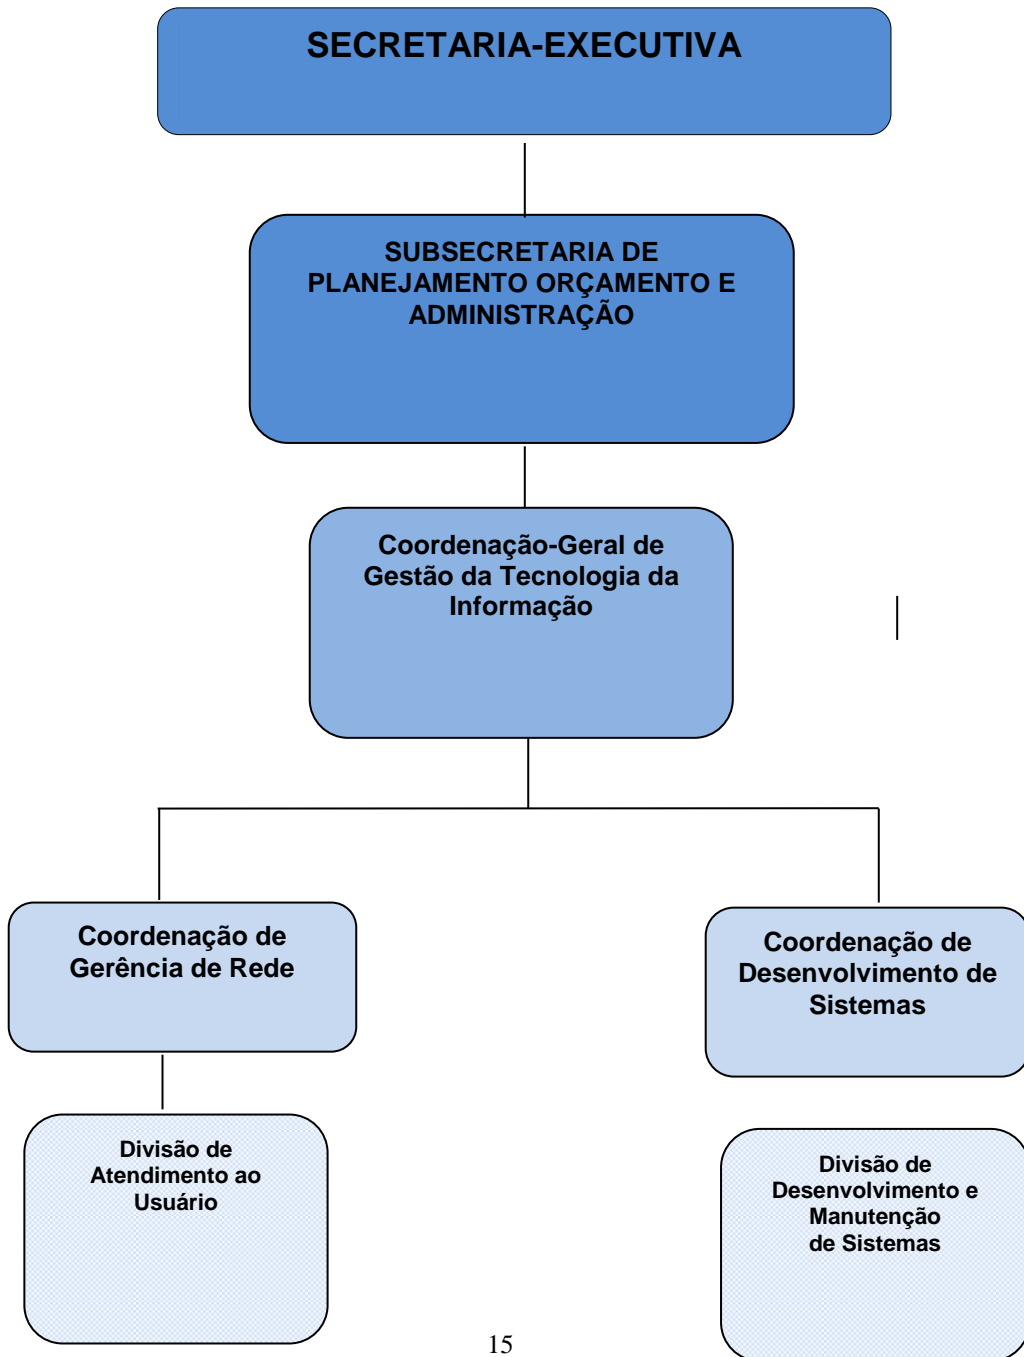 SECRETARIA-EXECUTIVA
SUBSECRETARIA DE
PLANEJAMENTO ORÇAMENTO E
ADMINISTRAÇÃO
Coordenação-Geral de
Gestão da Tecnologia da
Informação
Coordenação de
Gerência de Rede
Coordenação de
Desenvolvimento de
Sistemas
Divisão de
Atendimento ao
Usuário
Divisão de
Desenvolvimento e
Manutenção
de Sistemas
15